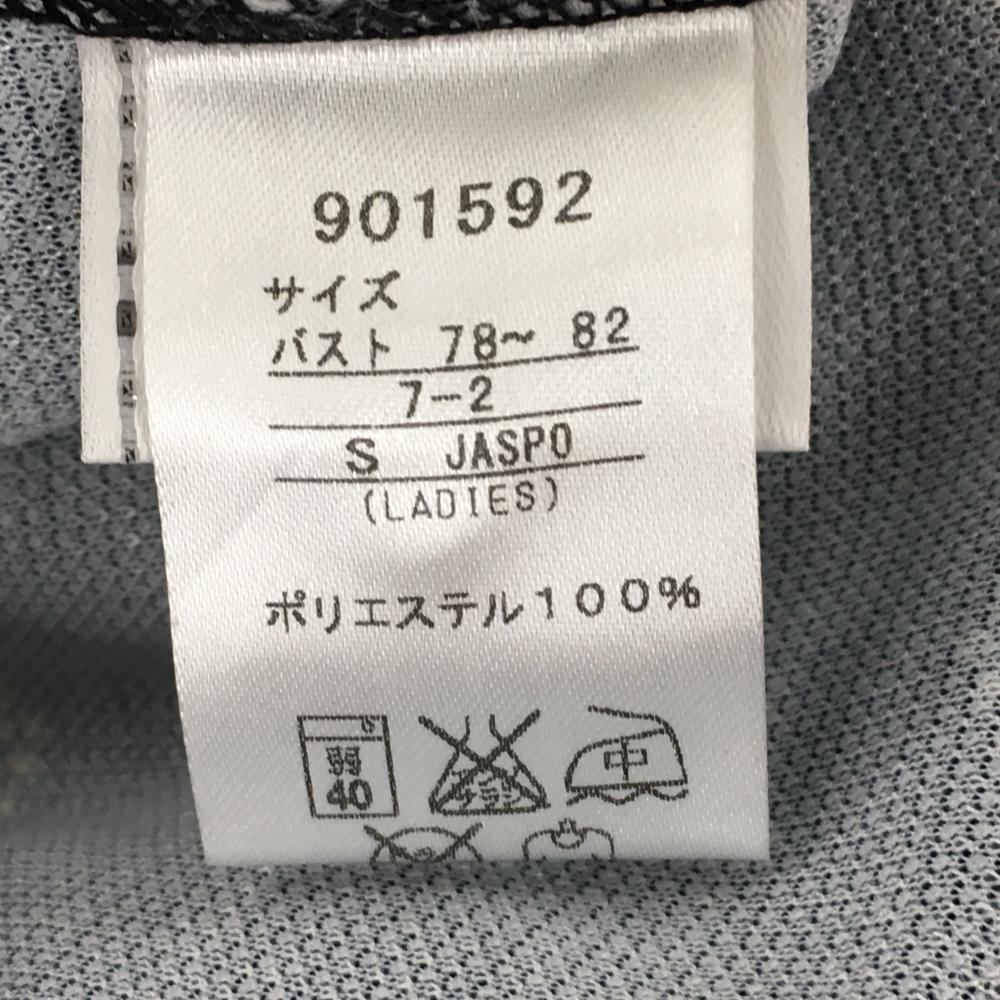 901592
サイズ
バスト 78～ 82
7-2
S JASPO
(LADIES)
ポリエステル100%
弱
40
中